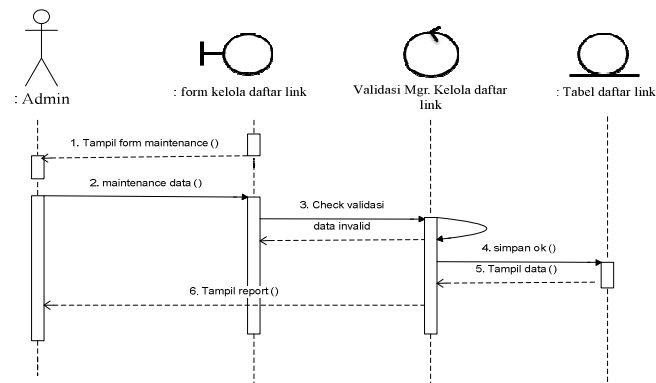 : Admin
: form kelola daftar link
Validasi Mgr. Kelola daftar
link
: Tabel daftar link
1. Tampil form maintenance ()
2. maintenance data ()
3. Check validasi
data invalid
4. simpan ok ()
5. Tampil data ()
6. Tampil report ()